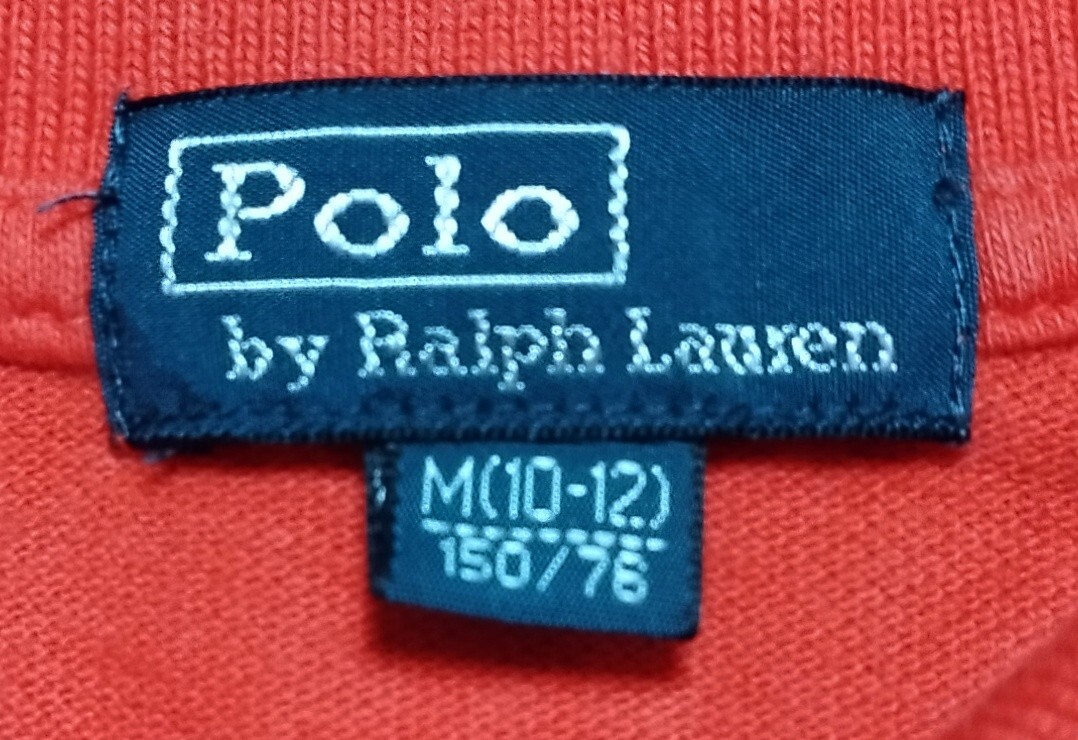 Polo
by Ralph Lauren
M(10-12)
150/76